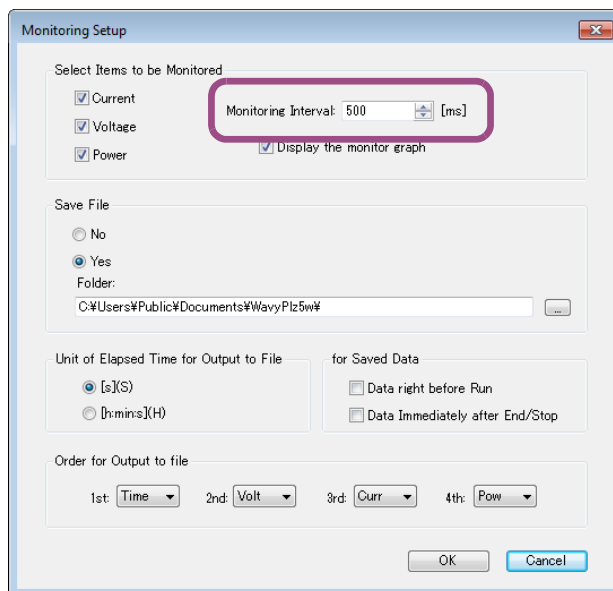 Monitoring Setup
Select Items to be Monitored
Current
Monitoring Interval: 500 [ms]
Voltage
Display the monitor graph
Power
Save File
No
Yes
Folder:
C:¥Users¥Public¥Documents¥WavyPlz5w¥
...
Unit of Elapsed Time for Output to File
[s](S)
[h:min:s](H)
for Saved Data
Data right before Run
Data Immediately after End/Stop
Order for Output to file
1st: Time 2nd: Volt 3rd: Curr 4th: Pow
OK Cancel